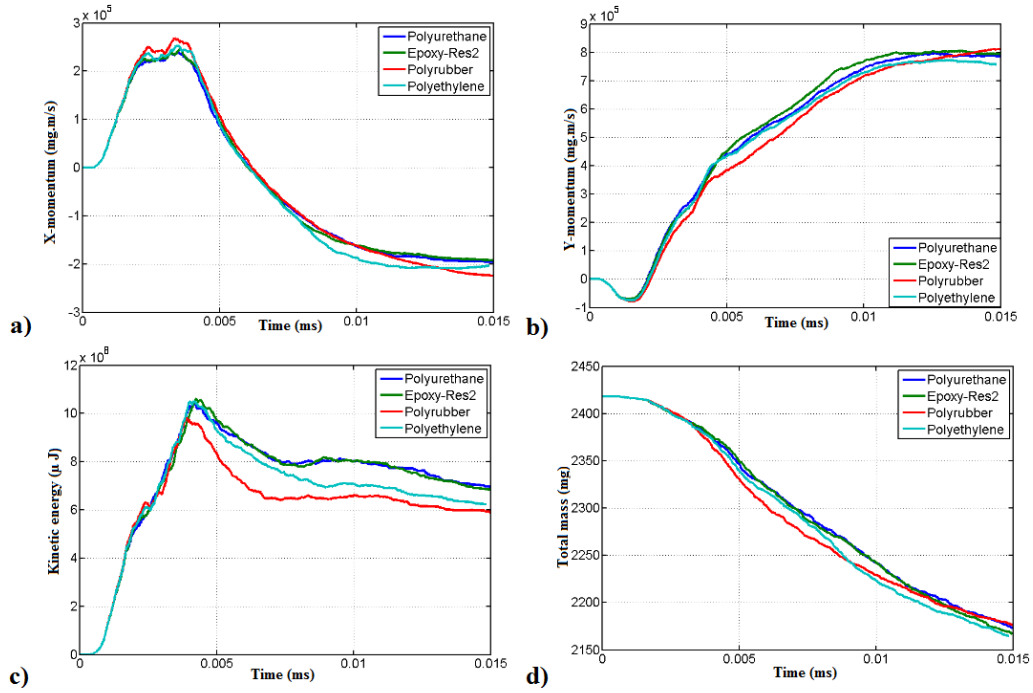 3 x 10^5
2
1
0
-1
-2
-3
X-momentum (mg.m/s)
Polyurethane
Epoxy-Res2
Polyrubber
Polyethylene
0 0.005 0.01 0.015
Time (ms)
a)
9 x 10^5
8
7
6
5
4
3
2
1
0
-1
Y-momentum (mg.m/s)
Polyurethane
Epoxy-Res2
Polyrubber
Polyethylene
0 0.005 0.01 0.015
Time (ms)
b)
12 x 10^8
10
8
6
4
2
0
Kinetic energy (μ J)
Polyurethane
Epoxy-Res2
Polyrubber
Polyethylene
0 0.005 0.01 0.015
Time (ms)
c)
2450
2400
2350
2300
2250
2200
2150
Total mass (mg)
Polyurethane
Epoxy-Res2
Polyrubber
Polyethylene
0 0.005 0.01 0.015
Time (ms)
d)